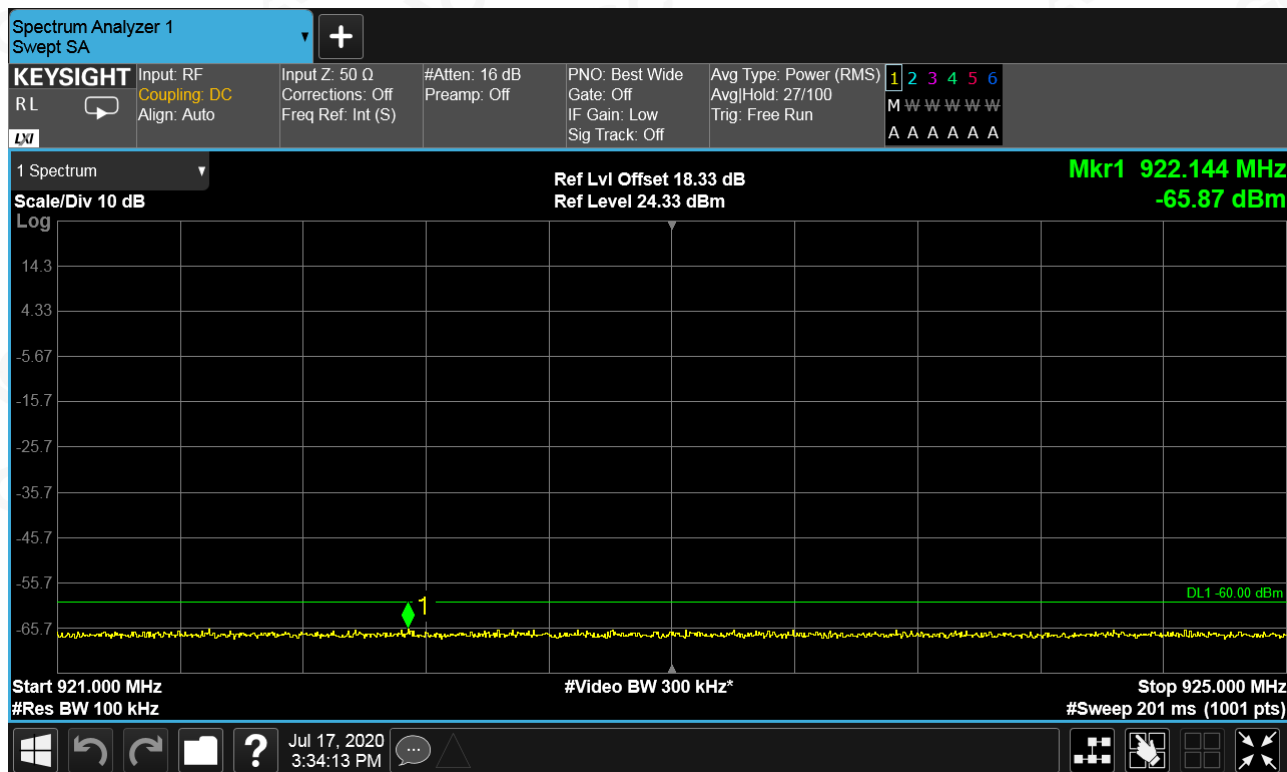 Spectrum Analyzer 1
Swept SA
KEYSIGHT
R L
LXI
Input: RF
Coupling: DC
Align: Auto
Input Z: 50 Ω
Corrections: Off
Freq Ref: Int (S)
#Atten: 16 dB
Preamp: Off
PNO: Best Wide
Gate: Off
IF Gain: Low
Sig Track: Off
Avg Type: Power (RMS)
Avg|Hold: 27/100
Trig: Free Run
1 2 3 4 5 6
M W W W W W
A A A A A A
1 Spectrum
Scale/Div 10 dB
Ref Lvl Offset 18.33 dB
Ref Level 24.33 dBm
Mkr1 922.144 MHz
-65.87 dBm
Log
14.3
4.33
-5.67
-15.7
-25.7
-35.7
-45.7
-55.7
DL1 -60.00 dBm
1
-65.7
Start 921.000 MHz
#Video BW 300 kHz*
Stop 925.000 MHz
#Res BW 100 kHz
#Sweep 201 ms (1001 pts)
?
Jul 17, 2020
3:34:13 PM